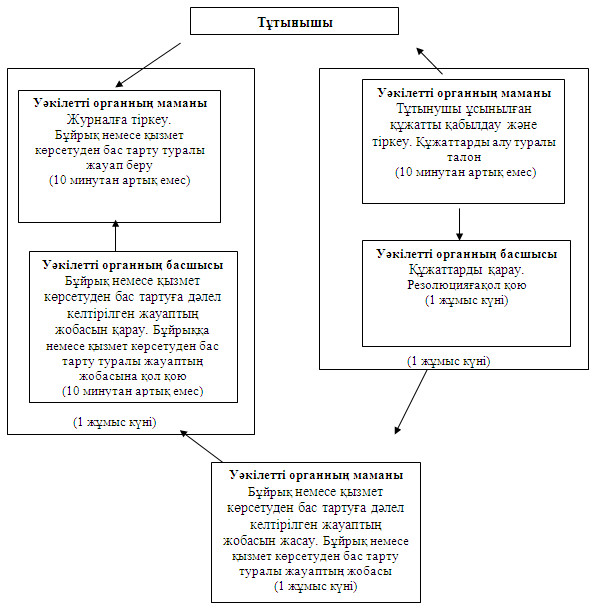 Тұтынышы
Уәкілетті органның маманы
Журналға тіркеу.
Бұйрық немесе қызмет
көрсетуден бас тарту туралы
жауап беру
(10 минутан артық емес)
Уәкілетті органның басшысы
Бұйрық немесе қызмет
көрсетуден бас тартуға дәлел
келтірілген жауаптың
жобасын қарау. Бұйрыққа
немесе қызмет көрсетуден бас
тарту туралы жауаптың
жобасына қол қою
(10 минутан артық емес)
(1 жұмыс күні)
Уәкілетті органның маманы
Тұтынушы ұсынылған
құжатты қабылдау және
тіркеу. Құжаттарды алу туралы
талон
(10 минутан артық емес)
Уәкілетті органның басшысы
Құжаттарды қарау.
Резолюцияғақол қою
(1 жұмыс күні)
(1 жұмыс күні)
Уәкілетті органның маманы
Бұйрық немесе қызмет
көрсетуден бас тартуға дәлел
келтірілген жауаптың
жобасын жасау. Бұйрық немесе
қызмет көрсетуден бас тарту
туралы жауаптың жобасы
(1 жұмыс күні)